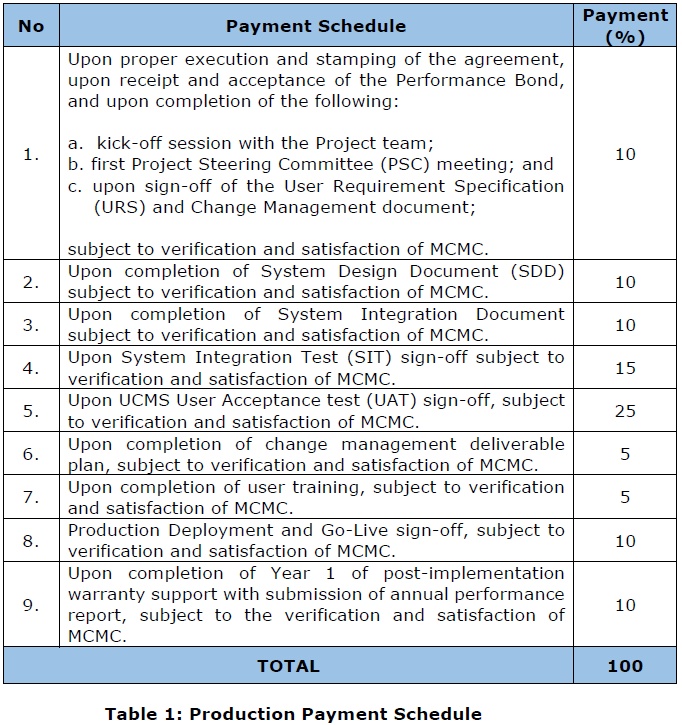 No
Payment Schedule
Payment
(%)
1.
Upon proper execution and stamping of the agreement,
upon receipt and acceptance of the Performance Bond,
and upon completion of the following:
a. kick-off session with the Project team;
b. first Project Steering Committee (PSC) meeting; and
c. upon sign-off of the User Requirement Specification
(URS) and Change Management document;
subject to verification and satisfaction of MCMC.
10
2.
Upon completion of System Design Document (SDD)
subject to verification and satisfaction of MCMC.
10
3.
Upon completion of System Integration Document
subject to verification and satisfaction of MCMC.
10
4.
Upon System Integration Test (SIT) sign-off subject to
verification and satisfaction of MCMC.
15
5.
Upon UCMS User Acceptance test (UAT) sign-off, subject
to verification and satisfaction of MCMC.
25
6.
Upon completion of change management deliverable
plan, subject to verification and satisfaction of MCMC.
5
7.
Upon completion of user training, subject to verification
and satisfaction of MCMC.
5
8.
Production Deployment and Go-Live sign-off, subject to
verification and satisfaction of MCMC.
10
9.
Upon completion of Year 1 of post-implementation
warranty support with submission of annual performance
report, subject to the verification and satisfaction of
MCMC.
10
TOTAL
100
Table 1: Production Payment Schedule